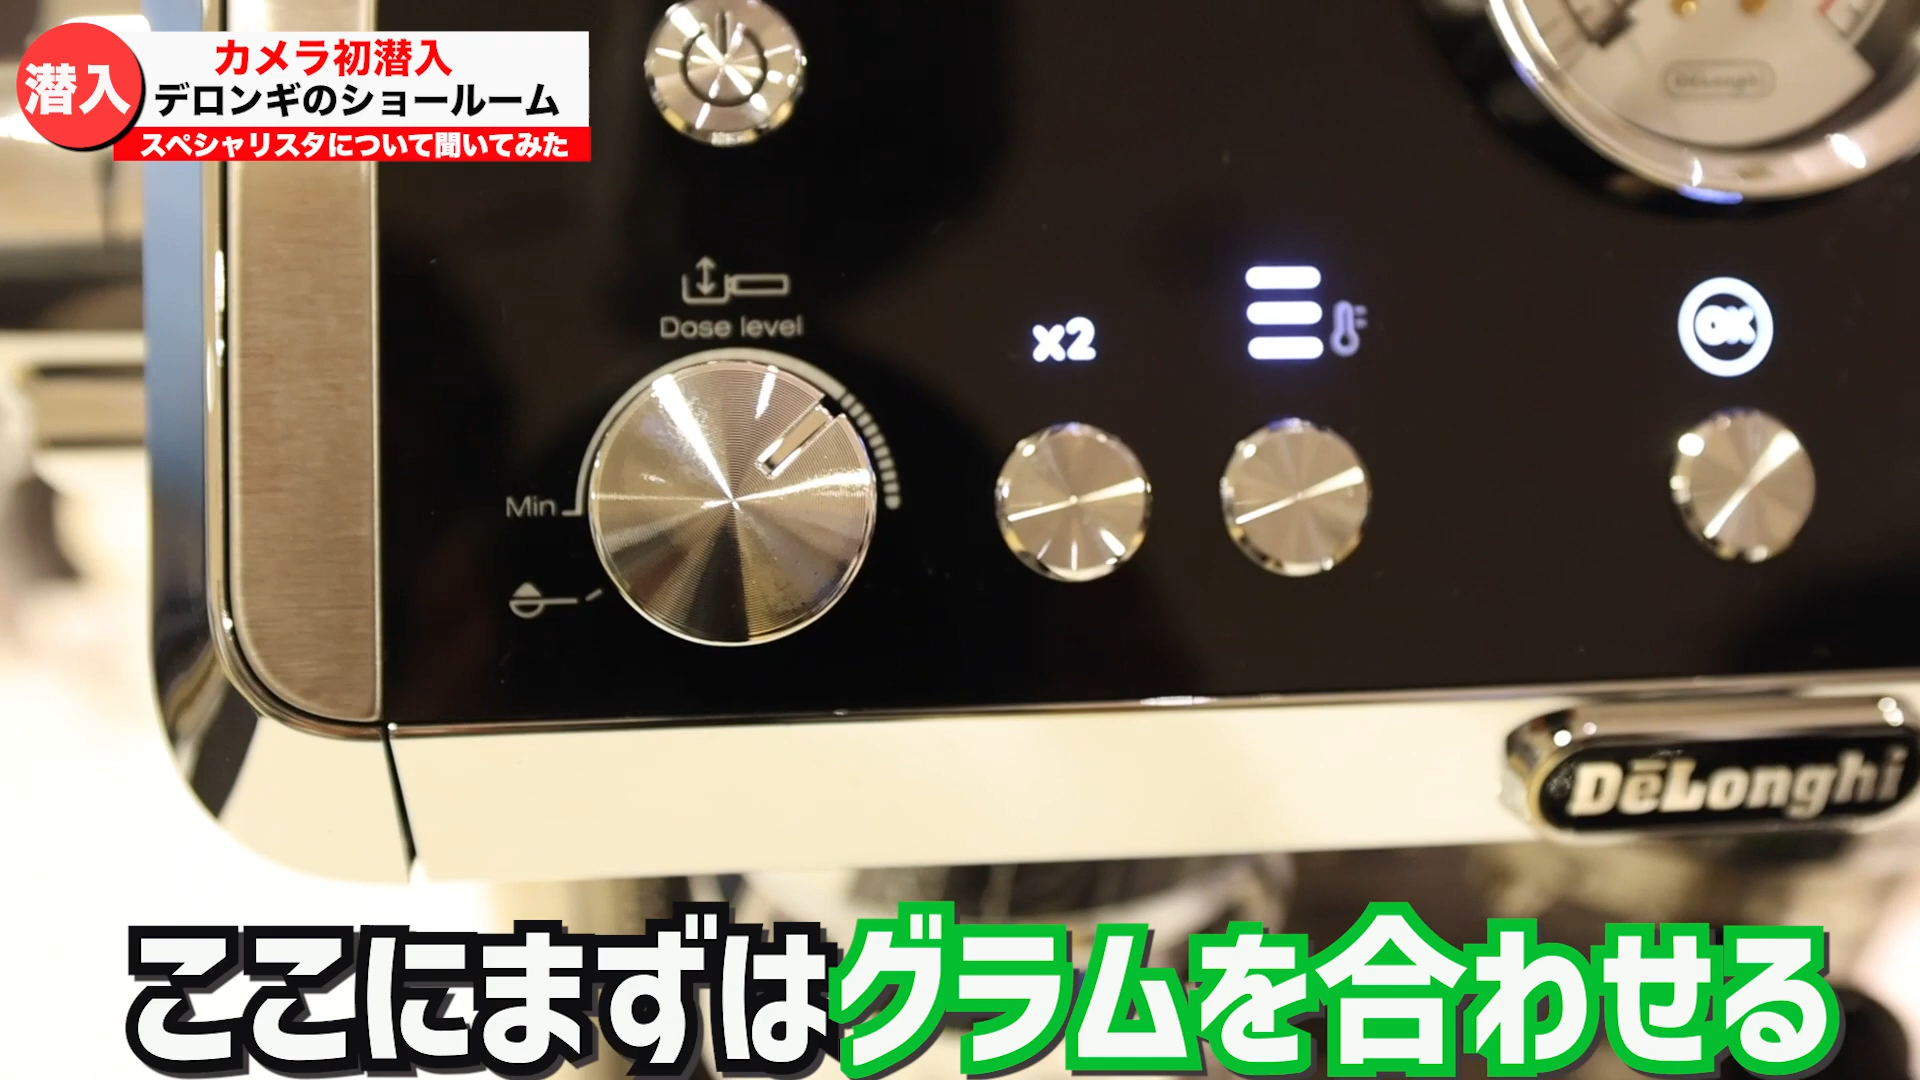 潜入
カメラ初潜入
デロンギのショールーム
スペシャリスタについて聞いてみた
DeLonghi
Dose level
x2
OK
Min
DēLonghi
ここにまずはグラムを合わせる